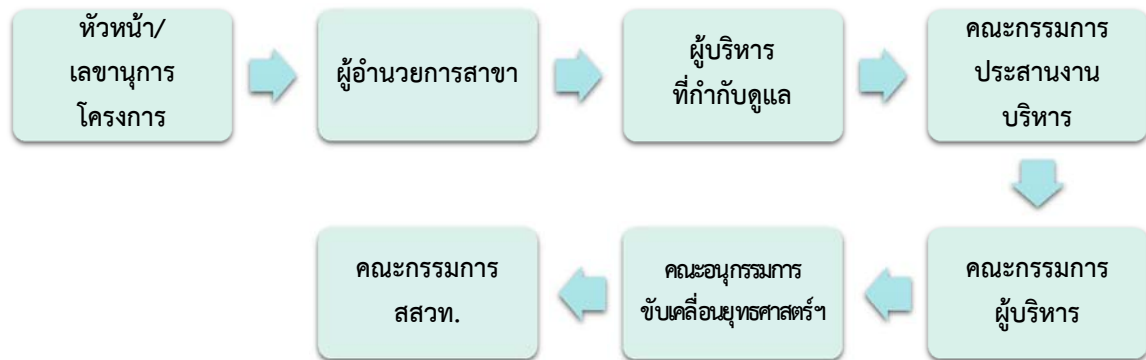 หัวหน้า/
เลขานุการ
โครงการ
ผู้อำนวยการสาขา
ผู้บริหาร
ที่กำกับดูแล
คณะกรรมการ
ประสานงาน
บริหาร
คณะกรรมการ
ผู้บริหาร
คณะอนุกรรมการ
ขับเคลื่อนยุทธศาสตร์ฯ
คณะกรรมการ
สสวท.